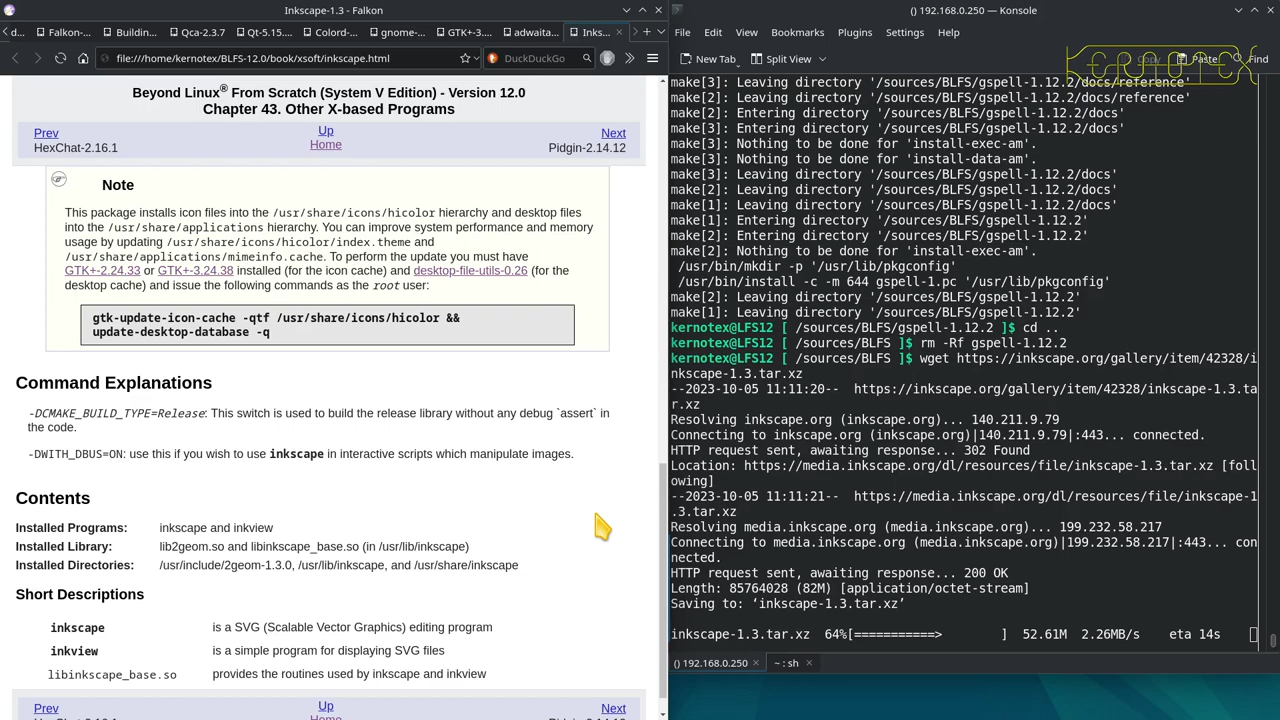 Inkscape-1.3 - Falkon
d... Falkon-... Buildin... Qca-2.3.7 Qt-5.15.... Colord-... gnome-... GTK+-3... adwaita... Inks...
file:///home/kernotex/BLFS-12.0/book/xsoft/inkscape.html DuckDuckGo
Beyond Linux® From Scratch (System V Edition) - Version 12.0
Chapter 43. Other X-based Programs
Prev Up Next
HexChat-2.16.1 Home Pidgin-2.14.12
Note
This package installs icon files into the /usr/share/icons/hicolor hierarchy and desktop files
into the /usr/share/applications hierarchy. You can improve system performance and memory
usage by updating /usr/share/icons/hicolor/index.theme and
/usr/share/applications/mimeinfo.cache. To perform the update you must have
GTK+-2.24.33 or GTK+-3.24.38 installed (for the icon cache) and desktop-file-utils-0.26 (for the
desktop cache) and issue the following commands as the root user:
gtk-update-icon-cache -qtf /usr/share/icons/hicolor &&
update-desktop-database -q
Command Explanations
-DCMAKE_BUILD_TYPE=Release: This switch is used to build the release library without any debug `assert` in
the code.
-DWITH_DBUS=ON: use this if you wish to use inkscape in interactive scripts which manipulate images.
Contents
Installed Programs: inkscape and inkview
Installed Library: lib2geom.so and libinkscape_base.so (in /usr/lib/inkscape)
Installed Directories: /usr/include/2geom-1.3.0, /usr/lib/inkscape, and /usr/share/inkscape
Short Descriptions
inkscape is a SVG (Scalable Vector Graphics) editing program
inkview is a simple program for displaying SVG files
libinkscape_base.so provides the routines used by inkscape and inkview
Prev Up Next
HexChat-2.16.1 Home Pidgin-2.14.12
() 192.168.0.250 — Konsole
File Edit View Bookmarks Plugins Settings Help
New Tab Split View Copy Paste Find
KERNOTEX
make[3]: Leaving directory '/sources/BLFS/gspell-1.12.2/docs/reference'
make[2]: Leaving directory '/sources/BLFS/gspell-1.12.2/docs/reference'
make[2]: Entering directory '/sources/BLFS/gspell-1.12.2/docs'
make[3]: Entering directory '/sources/BLFS/gspell-1.12.2/docs'
make[3]: Nothing to be done for 'install-exec-am'.
make[3]: Nothing to be done for 'install-data-am'.
make[3]: Leaving directory '/sources/BLFS/gspell-1.12.2/docs'
make[2]: Leaving directory '/sources/BLFS/gspell-1.12.2/docs'
make[1]: Leaving directory '/sources/BLFS/gspell-1.12.2/docs'
make[1]: Entering directory '/sources/BLFS/gspell-1.12.2'
make[2]: Entering directory '/sources/BLFS/gspell-1.12.2'
make[2]: Nothing to be done for 'install-exec-am'.
/usr/bin/mkdir -p '/usr/lib/pkgconfig'
/usr/bin/install -c -m 644 gspell-1.pc '/usr/lib/pkgconfig'
make[2]: Leaving directory '/sources/BLFS/gspell-1.12.2'
make[1]: Leaving directory '/sources/BLFS/gspell-1.12.2'
kernotex@LFS12 [ /sources/BLFS/gspell-1.12.2 ]$ cd ..
kernotex@LFS12 [ /sources/BLFS ]$ rm -Rf gspell-1.12.2
kernotex@LFS12 [ /sources/BLFS ]$ wget https://inkscape.org/gallery/item/42328/i
nkscape-1.3.tar.xz
--2023-10-05 11:11:20-- https://inkscape.org/gallery/item/42328/inkscape-1.3.ta
r.xz
Resolving inkscape.org (inkscape.org)... 140.211.9.79
Connecting to inkscape.org (inkscape.org)|140.211.9.79|:443... connected.
HTTP request sent, awaiting response... 302 Found
Location: https://media.inkscape.org/dl/resources/file/inkscape-1.3.tar.xz [foll
owing]
--2023-10-05 11:11:21-- https://media.inkscape.org/dl/resources/file/inkscape-1
.3.tar.xz
Resolving media.inkscape.org (media.inkscape.org)... 199.232.58.217
Connecting to media.inkscape.org (media.inkscape.org)|199.232.58.217|:443... con
nected.
HTTP request sent, awaiting response... 200 OK
Length: 85764028 (82M) [application/octet-stream]
Saving to: ‘inkscape-1.3.tar.xz’
inkscape-1.3.tar.xz 64%[===========> ] 52.61M 2.26MB/s eta 14s
() 192.168.0.250 ~ : sh